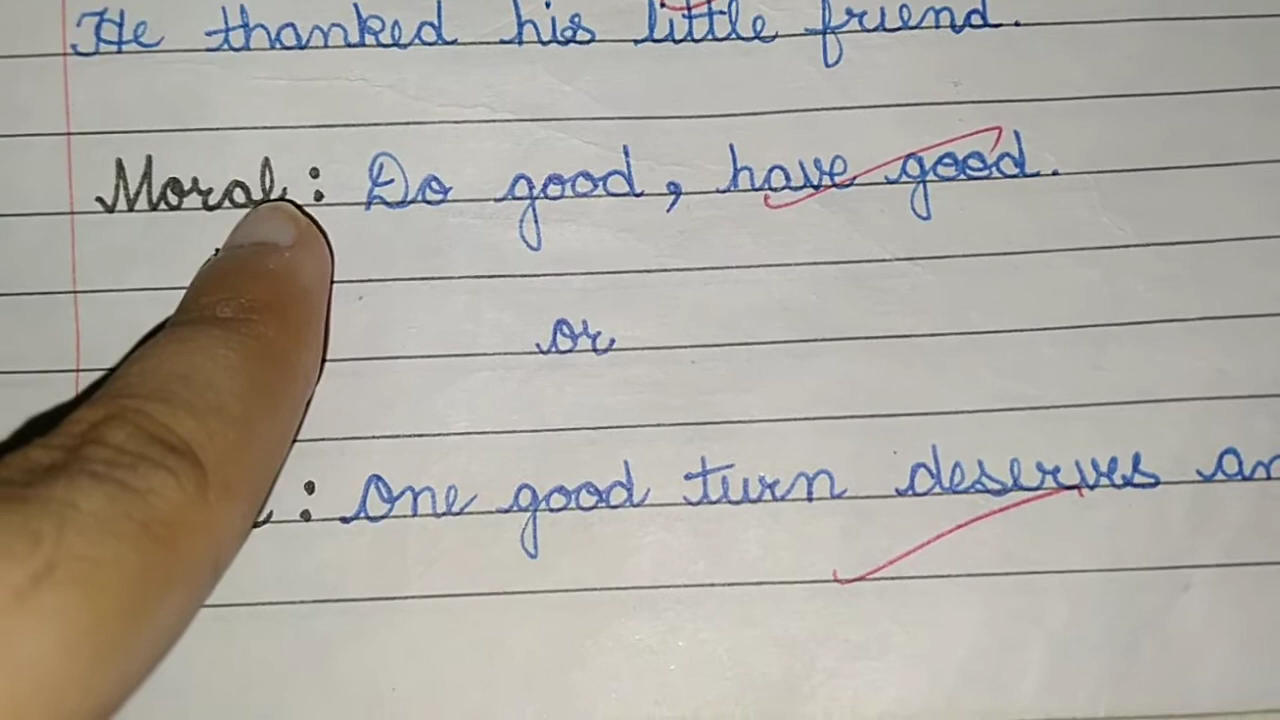 He thanked his little friend.
Moral: Do good, have good.
or
: One good turn deserves